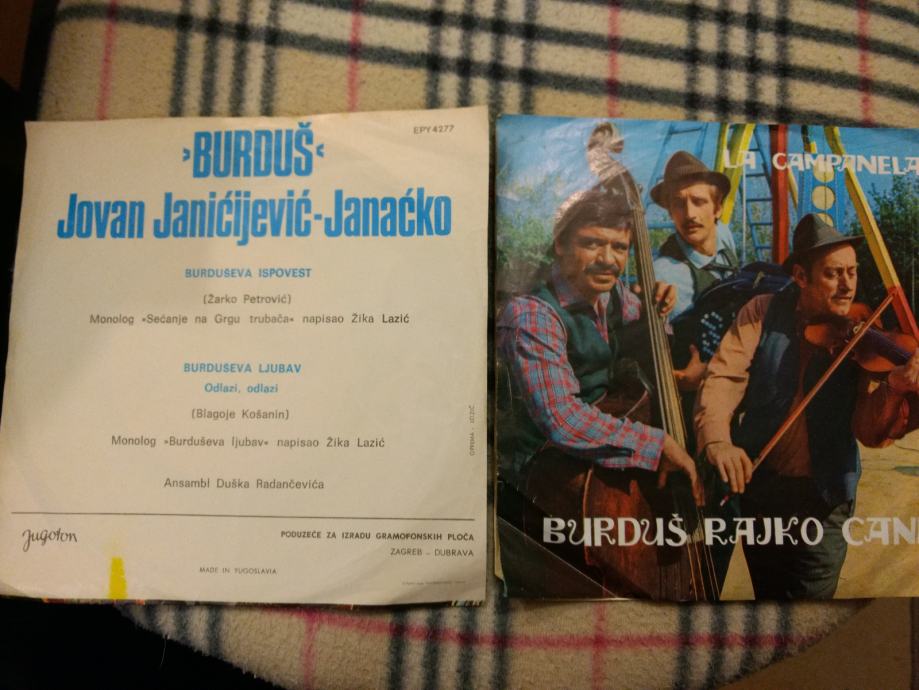 ›BURDUŠ‹
EPY 4277
Jovan Janićijević-Janaćko
BURDUŠEVA ISPOVEST
(Žarko Petrović)
Monolog »Sećanje na Grgu trubača« napisao Žika Lazić
BURDUŠEVA LJUBAV
Odlazi, odlazi
(Blagoje Košanin)
Monolog »Burduševa ljubav« napisao Žika Lazić
Ansambl Duška Radančevića
Jugoton
PODUZEĆE ZA IZRADU GRAMOFONSKIH PLOČA
ZAGREB – DUBRAVA
MADE IN YUGOSLAVIA
LA CAMPANELA
BURDUŠ RAJKO CAN